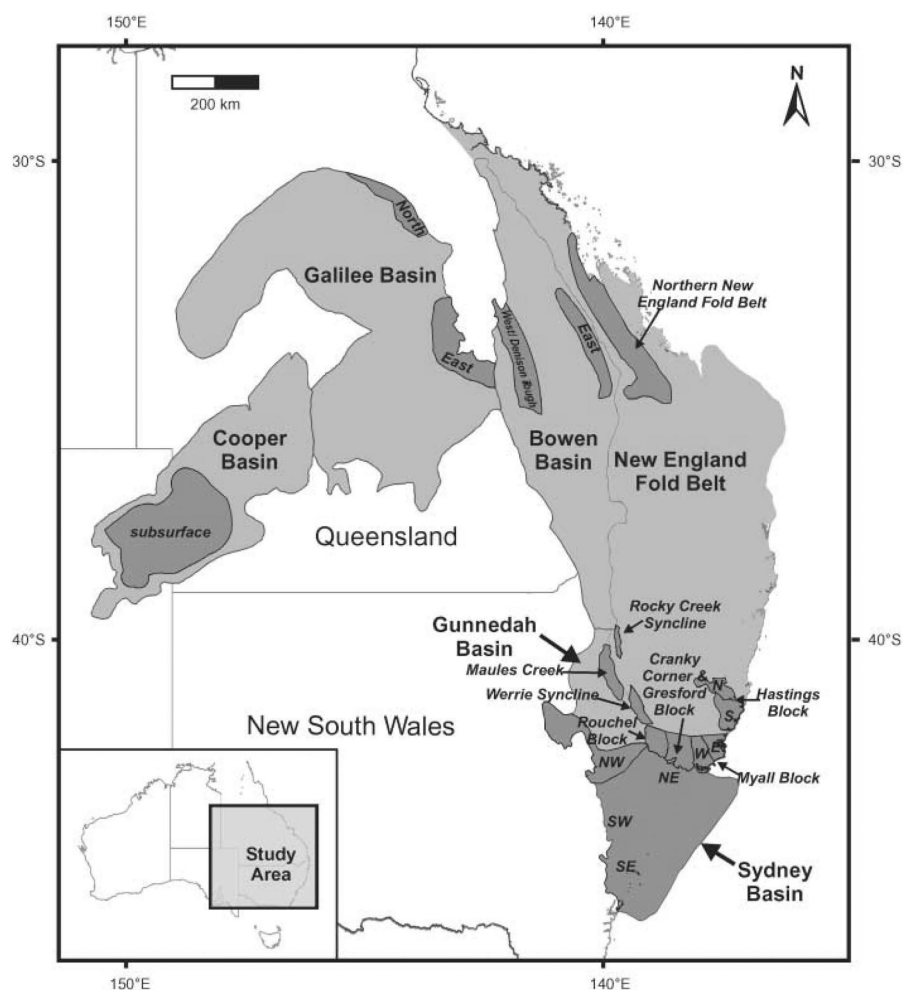 150°E
140°E
200 km
N
30°S
30°S
North
Galilee Basin
Northern New
England Fold Belt
East
West/ Denison Trough
East
Cooper
Basin
Bowen
Basin
New England
Fold Belt
subsurface
Queensland
40°S
40°S
Rocky Creek
Syncline
Gunnedah
Basin
Maules Creek
Cranky
Corner &
Gresford
Block
Werrie Syncline
N
Hastings
Block
S
New South Wales
Rouchel
Block
W
E
Myall Block
NW
NE
SW
SE
Sydney
Basin
Study
Area
150°E
140°E